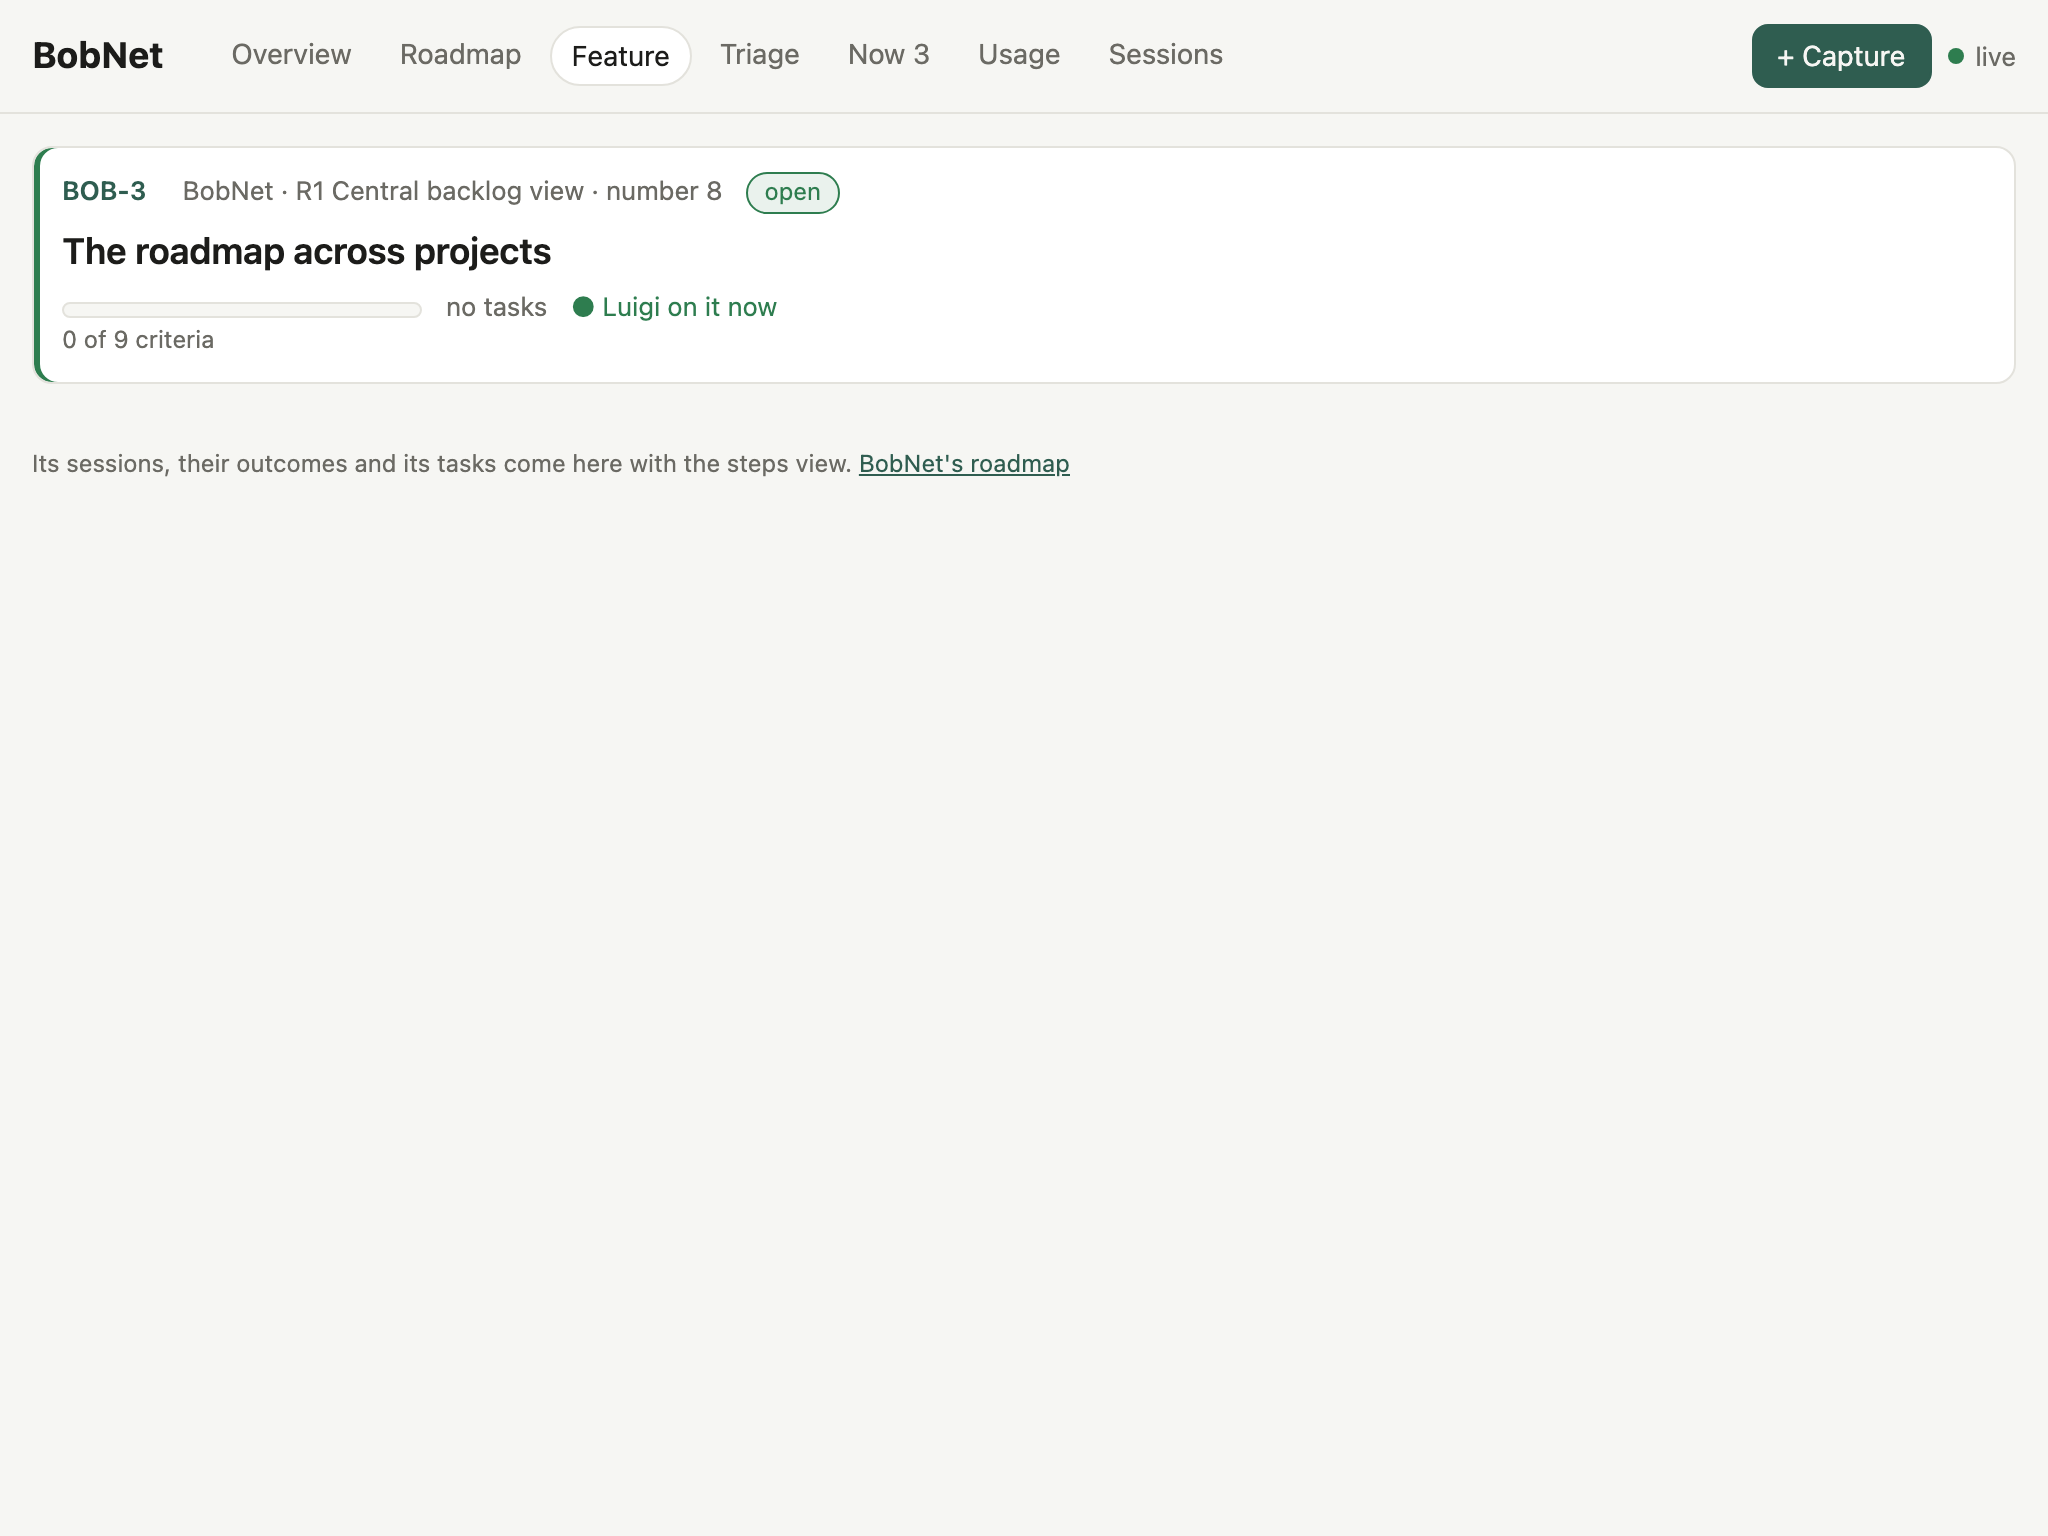 BobNet Overview Roadmap Feature Triage Now 3 Usage Sessions + Capture live
BOB-3 BobNet · R1 Central backlog view · number 8 open
The roadmap across projects
no tasks Luigi on it now
0 of 9 criteria
Its sessions, their outcomes and its tasks come here with the steps view. BobNet's roadmap